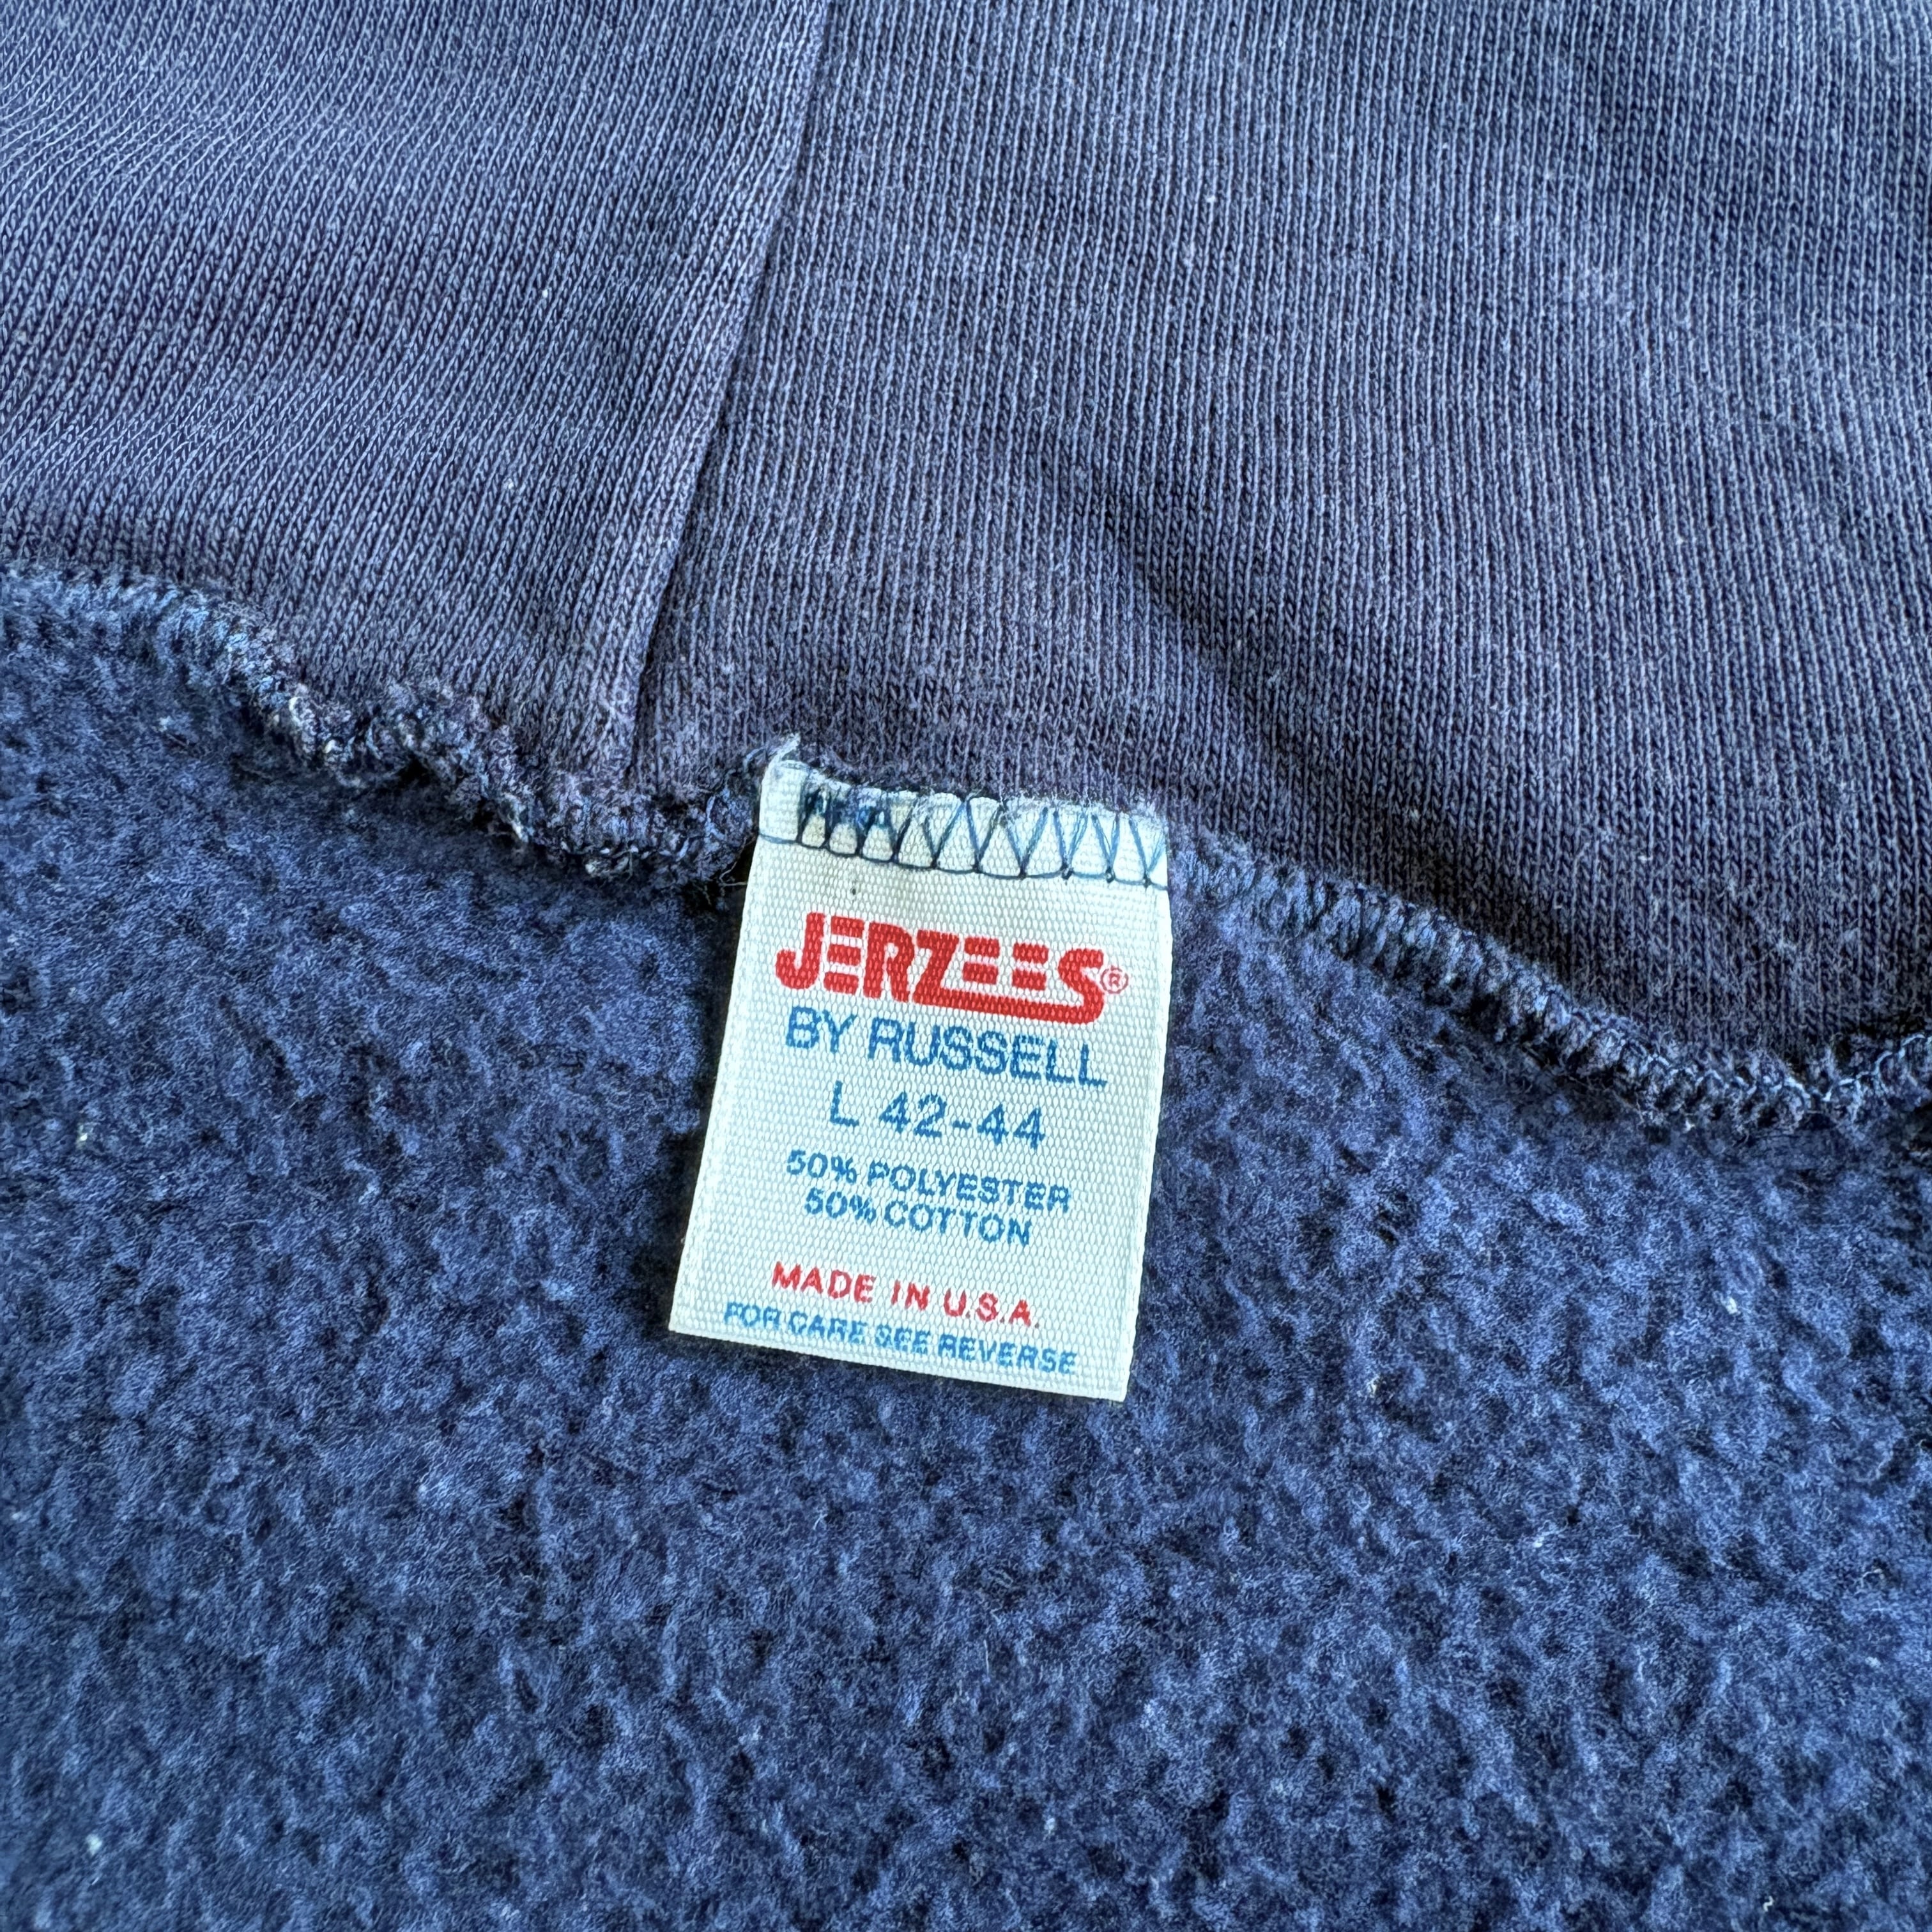 JERZEES®
BY RUSSELL
L 42-44
50% POLYESTER
50% COTTON
MADE IN U.S.A.
FOR CARE SEE REVERSE